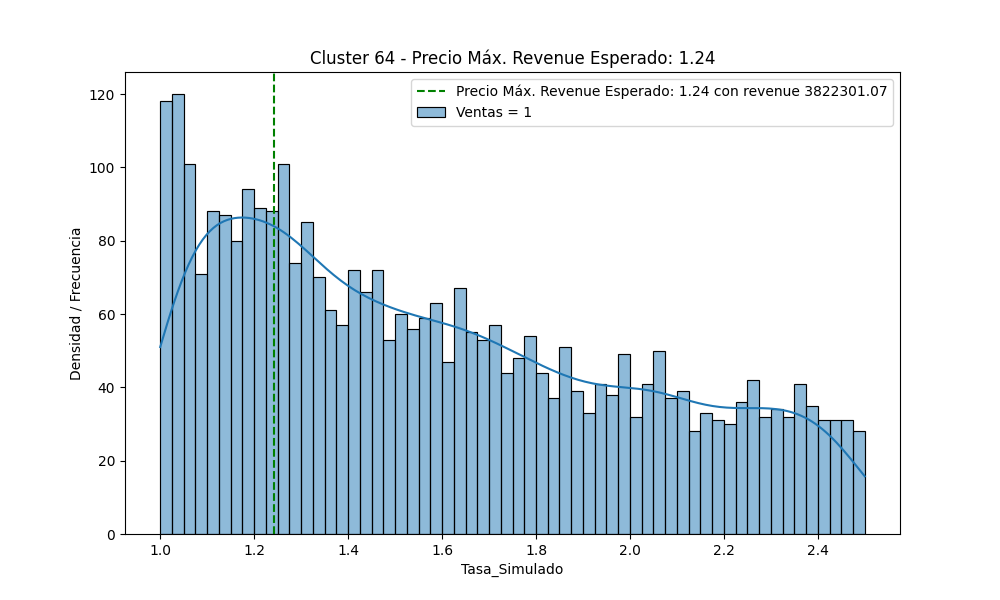 Cluster 64 - Precio Máx. Revenue Esperado: 1.24
Precio Máx. Revenue Esperado: 1.24 con revenue 3822301.07
Ventas = 1
120
100
80
60
40
20
0
Densidad / Frecuencia
1.0 1.2 1.4 1.6 1.8 2.0 2.2 2.4
Tasa_Simulado